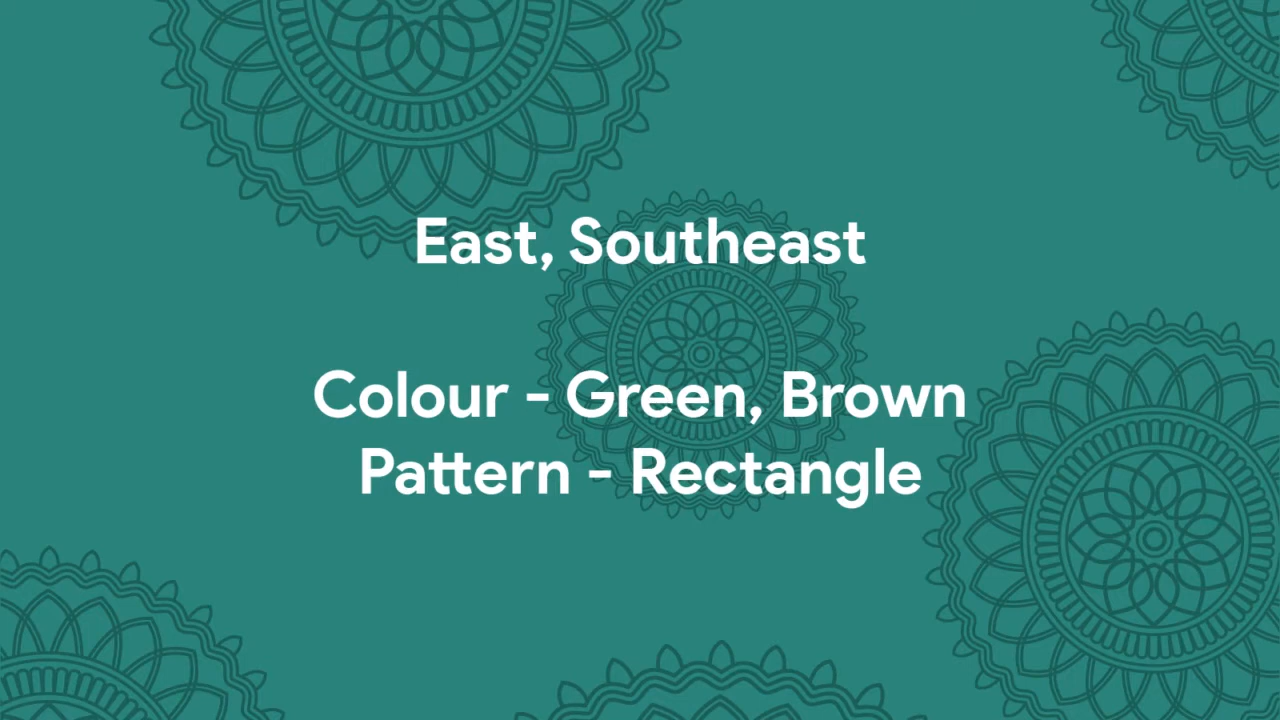 East, Southeast
Colour - Green, Brown
Pattern - Rectangle